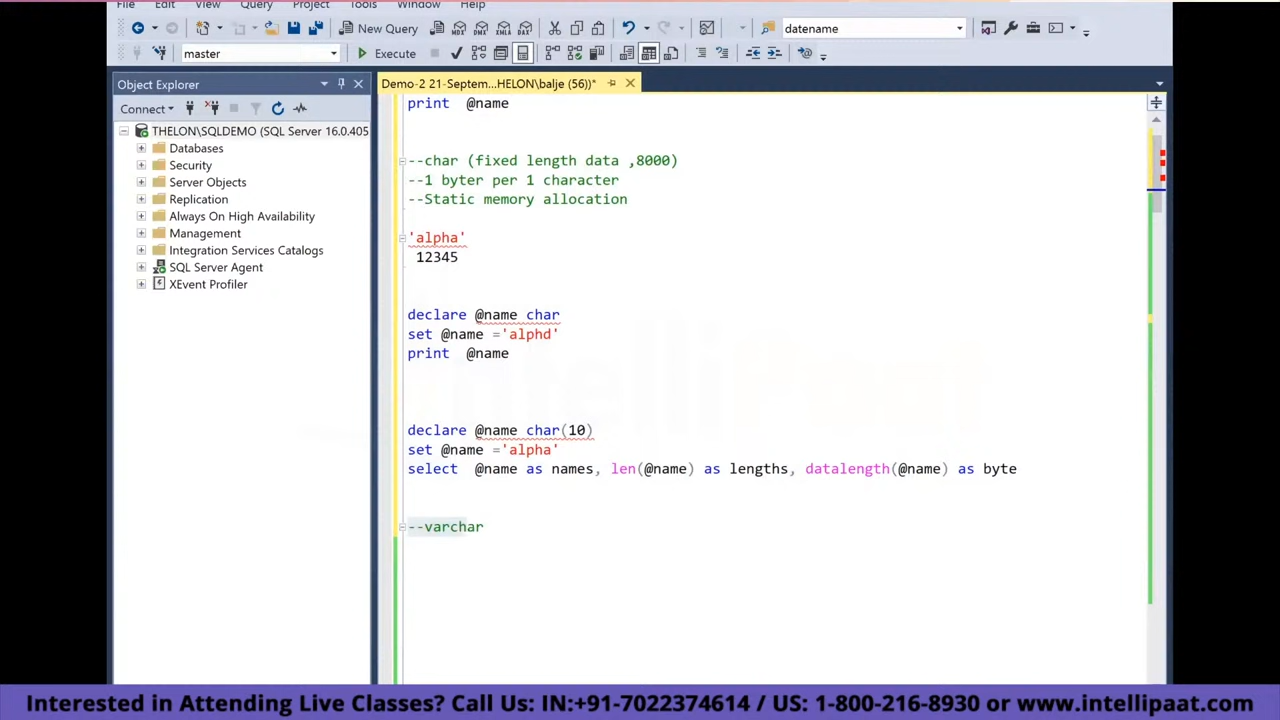 File Edit View Query Project Tools Window Help
New Query MDX DMX XMLA DAX datename
master Execute
Object Explorer
Demo-2 21-Septem...HELON\balje (56))*
Connect
THELON\SQLDEMO (SQL Server 16.0.405
Databases
Security
Server Objects
Replication
Always On High Availability
Management
Integration Services Catalogs
SQL Server Agent
XEvent Profiler
print @name
--char (fixed length data ,8000)
--1 byter per 1 character
--Static memory allocation
'alpha'
12345
declare @name char
set @name ='alphd'
print @name
declare @name char(10)
set @name ='alpha'
select @name as names, len(@name) as lengths, datalength(@name) as byte
--varchar
intelliPaat
Interested in Attending Live Classes? Call Us: IN:+91-7022374614 / US: 1-800-216-8930 or www.intellipaat.com